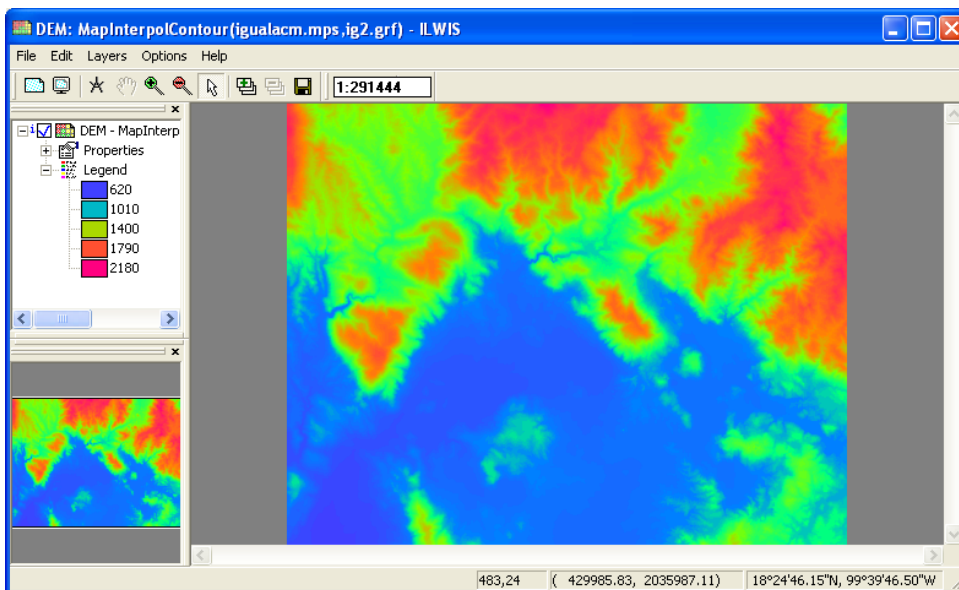 DEM: MapInterpolContour(igualacm.mps,ig2.grf) - ILWIS
File Edit Layers Options Help
1:291444
DEM - MapInterp
Properties
Legend
620
1010
1400
1790
2180
483,24 ( 429985.83, 2035987.11) 18°24'46.15"N, 99°39'46.50"W